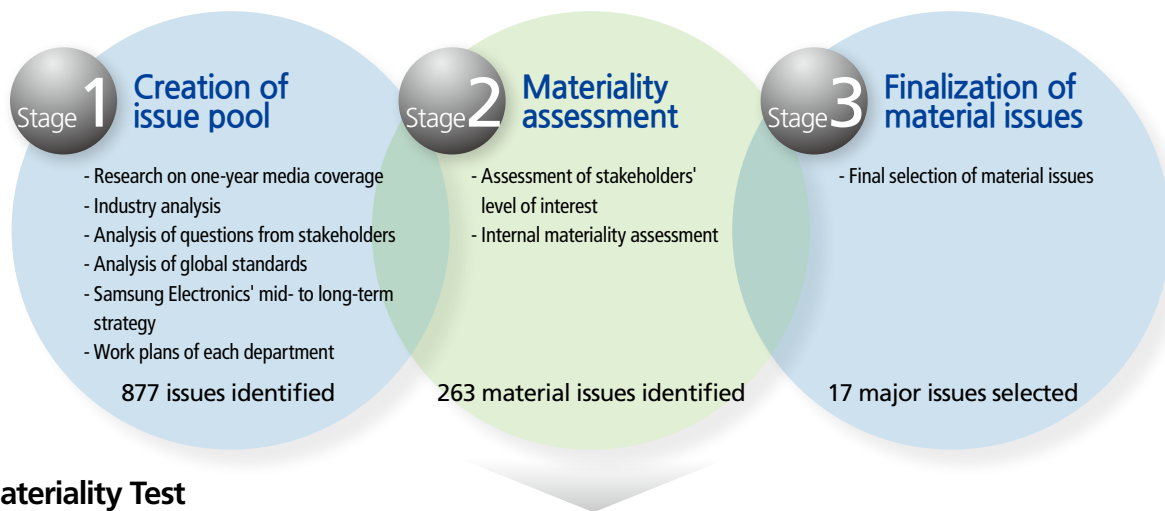 Stage 1
Creation of
issue pool
- Research on one-year media coverage
- Industry analysis
- Analysis of questions from stakeholders
- Analysis of global standards
- Samsung Electronics' mid- to long-term
strategy
- Work plans of each department
877 issues identified
Stage 2
Materiality
assessment
- Assessment of stakeholders'
level of interest
- Internal materiality assessment
263 material issues identified
Stage 3
Finalization of
material issues
- Final selection of material issues
17 major issues selected
ateriality Test